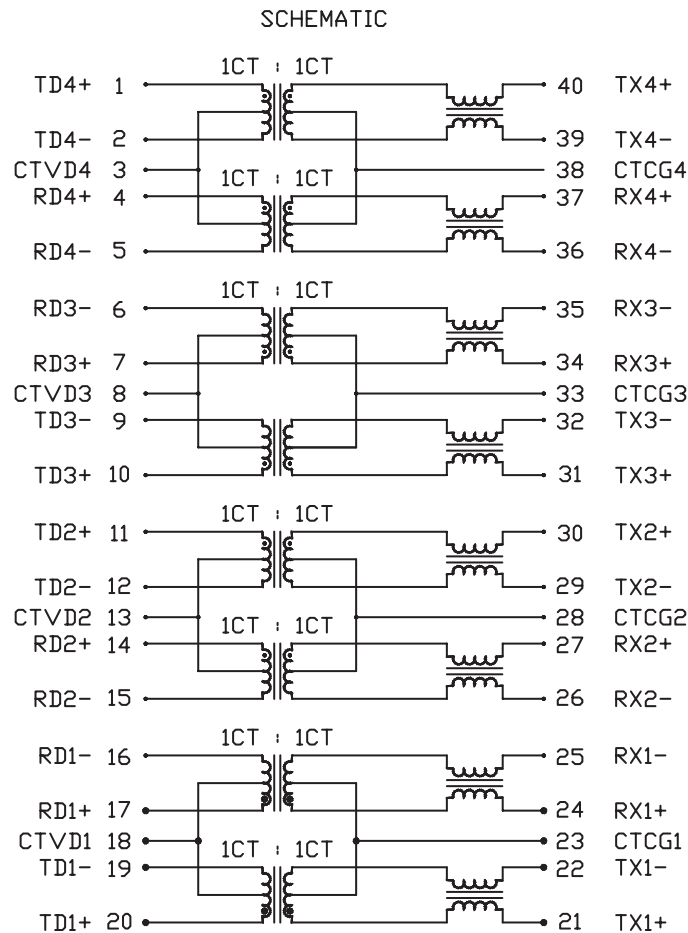 SCHEMATIC
1CT : 1CT
TD4+ 1 40 TX4+
TD4- 2 39 TX4-
CTVD4 3 38 CTCG4
1CT : 1CT
RD4+ 4 37 RX4+
RD4- 5 36 RX4-
1CT : 1CT
RD3- 6 35 RX3-
RD3+ 7 34 RX3+
CTVD3 8 33 CTCG3
TD3- 9 32 TX3-
TD3+ 10 31 TX3+
1CT : 1CT
TD2+ 11 30 TX2+
TD2- 12 29 TX2-
CTVD2 13 28 CTCG2
1CT : 1CT
RD2+ 14 27 RX2+
RD2- 15 26 RX2-
1CT : 1CT
RD1- 16 25 RX1-
RD1+ 17 24 RX1+
CTVD1 18 23 CTCG1
1CT : 1CT
TD1- 19 22 TX1-
TD1+ 20 21 TX1+